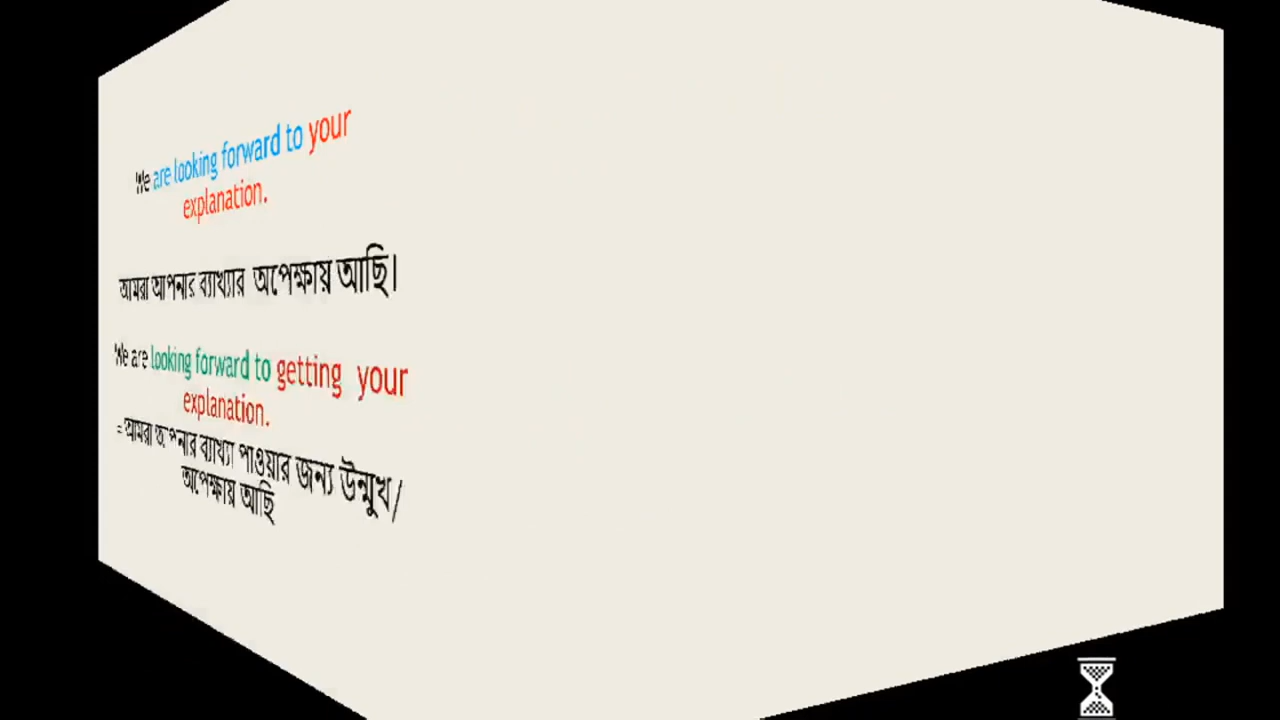 We are looking forward to your
explanation.
আমরা আপনার ব্যাখ্যার অপেক্ষায় আছি।
We are looking forward to getting your
explanation.
= আমরা আপনার ব্যাখ্যা পাওয়ার জন্য উন্মুখ/
অপেক্ষায় আছি